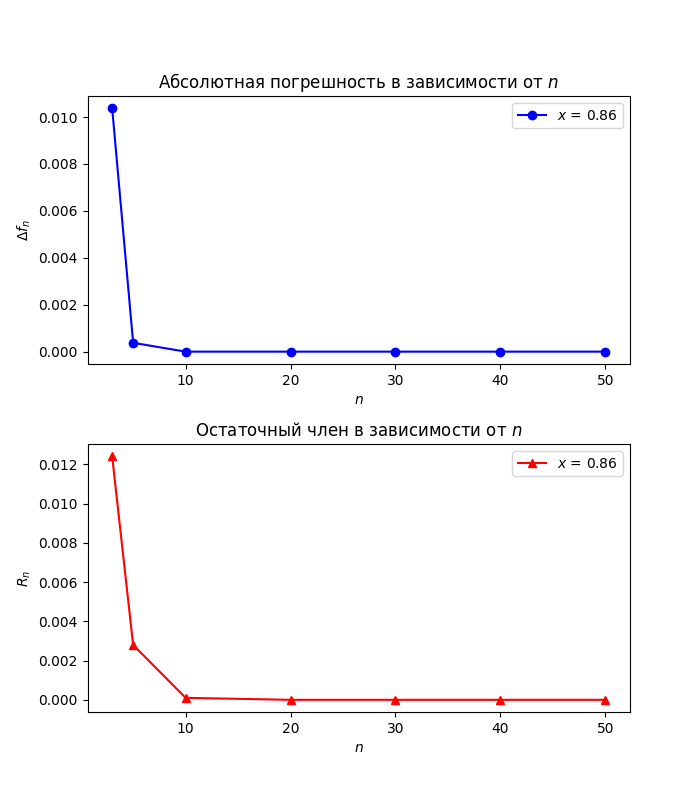 Абсолютная погрешность в зависимости от n
x = 0.86
0.010
0.008
0.006
0.004
0.002
0.000
Δfₙ
10 20 30 40 50
n
Остаточный член в зависимости от n
x = 0.86
0.012
0.010
0.008
0.006
0.004
0.002
0.000
Rₙ
10 20 30 40 50
n